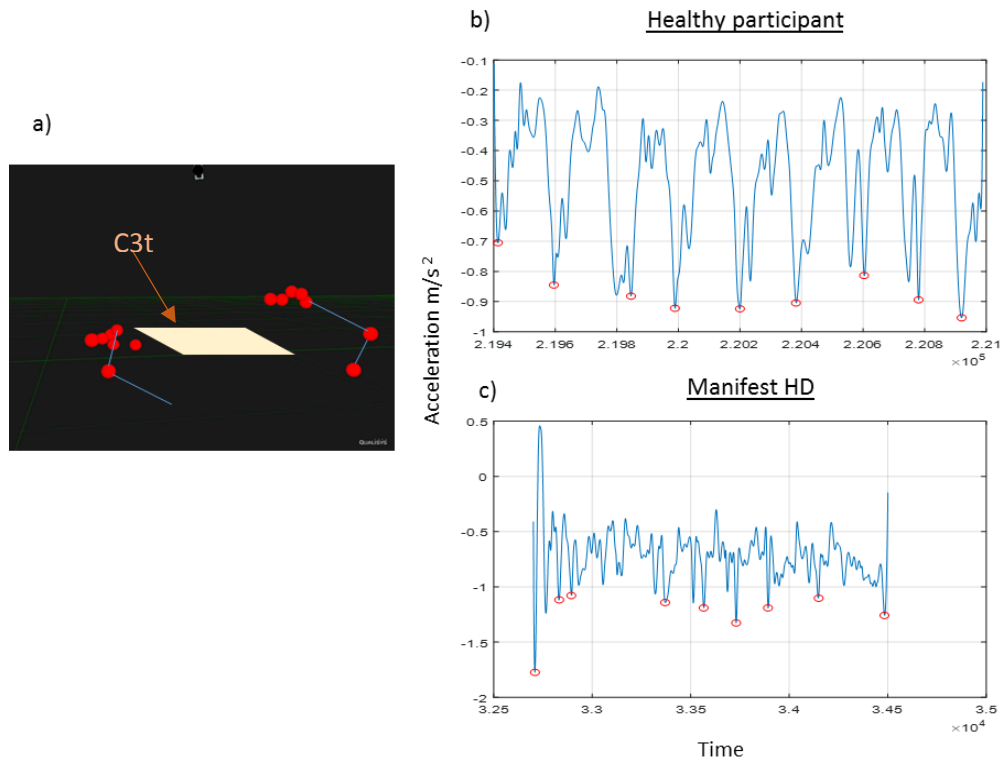 a)
C3t
QUALISYS
b)
Healthy participant
Acceleration m/s²
-0.1
-0.2
-0.3
-0.4
-0.5
-0.6
-0.7
-0.8
-0.9
-1
2.194 2.196 2.198 2.2 2.202 2.204 2.206 2.208 2.21
×10⁵
c)
Manifest HD
0.5
0
-0.5
-1
-1.5
-2
3.25 3.3 3.35 3.4 3.45 3.5
×10⁴
Time